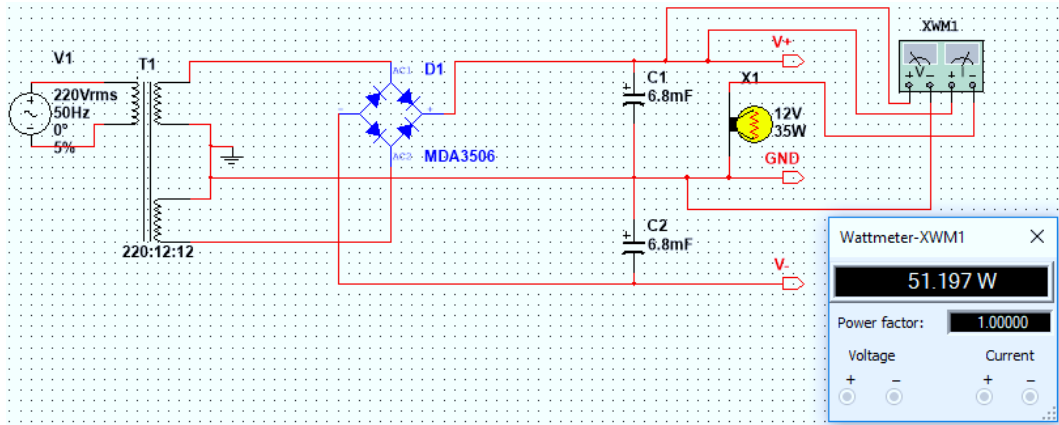 XWM1
V1
T1
V+
AC1
D1
C1
X1
V
I
+ - + -
220Vrms
50Hz
0°
5%
+
~
-
+
+
6.8mF
12V
35W
AC2
MDA3506
GND
C2
+
6.8mF
220:12:12
V-
Wattmeter-XWM1
51.197 W
Power factor:
1.00000
Voltage
Current
+ - + -